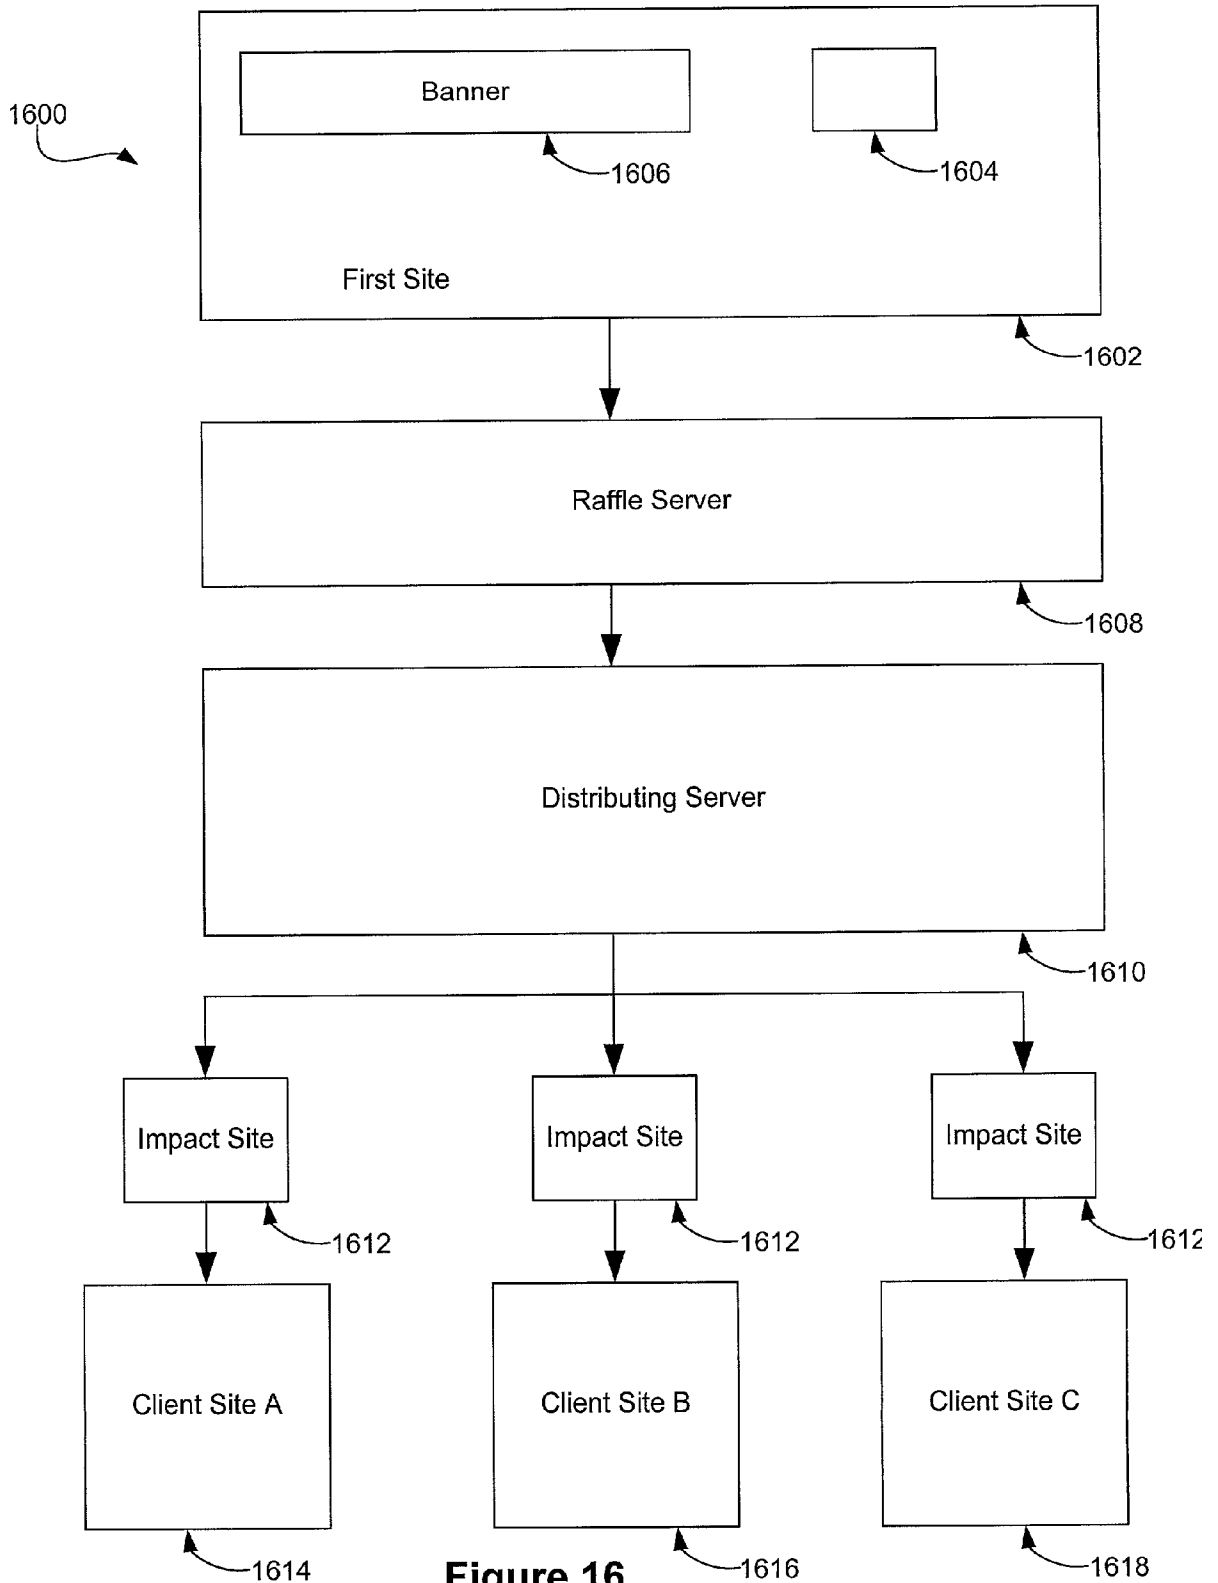 Banner
1600
1606
1604
First Site
1602
Raffle Server
1608
Distributing Server
1610
Impact Site
Impact Site
Impact Site
1612
1612
1612
Client Site A
Client Site B
Client Site C
1614
1616
1618
Figure 16